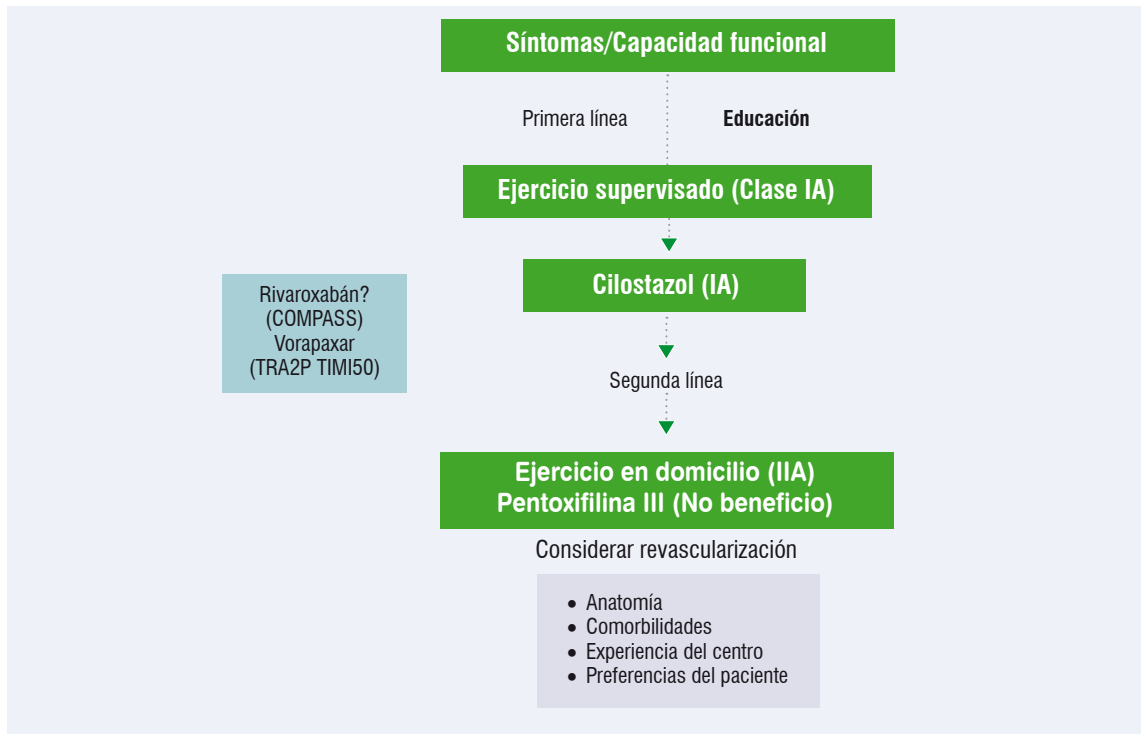 Síntomas/Capacidad funcional
Primera línea
Educación
Ejercicio supervisado (Clase IA)
Cilostazol (IA)
Rivaroxabán?
(COMPASS)
Vorapaxar
(TRA2P TIMI50)
Segunda línea
Ejercicio en domicilio (IIA)
Pentoxifilina III (No beneficio)
Considerar revascularización
• Anatomía
• Comorbilidades
• Experiencia del centro
• Preferencias del paciente